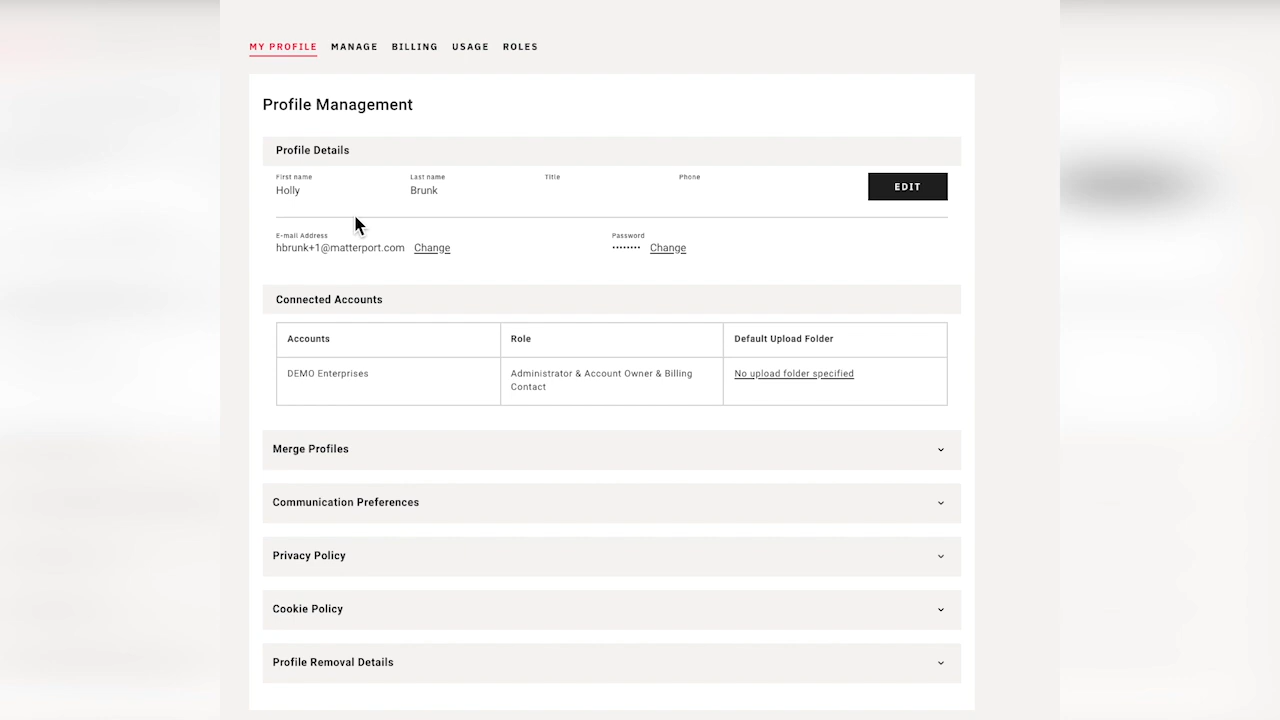 MY PROFILE MANAGE BILLING USAGE ROLES
Profile Management
Profile Details
First name Last name Title Phone
Holly Brunk
EDIT
E-mail Address Password
hbrunk+1@matterport.com Change •••••••• Change
Connected Accounts
Accounts Role Default Upload Folder
DEMO Enterprises Administrator & Account Owner & Billing No upload folder specified
Contact
Merge Profiles
Communication Preferences
Privacy Policy
Cookie Policy
Profile Removal Details